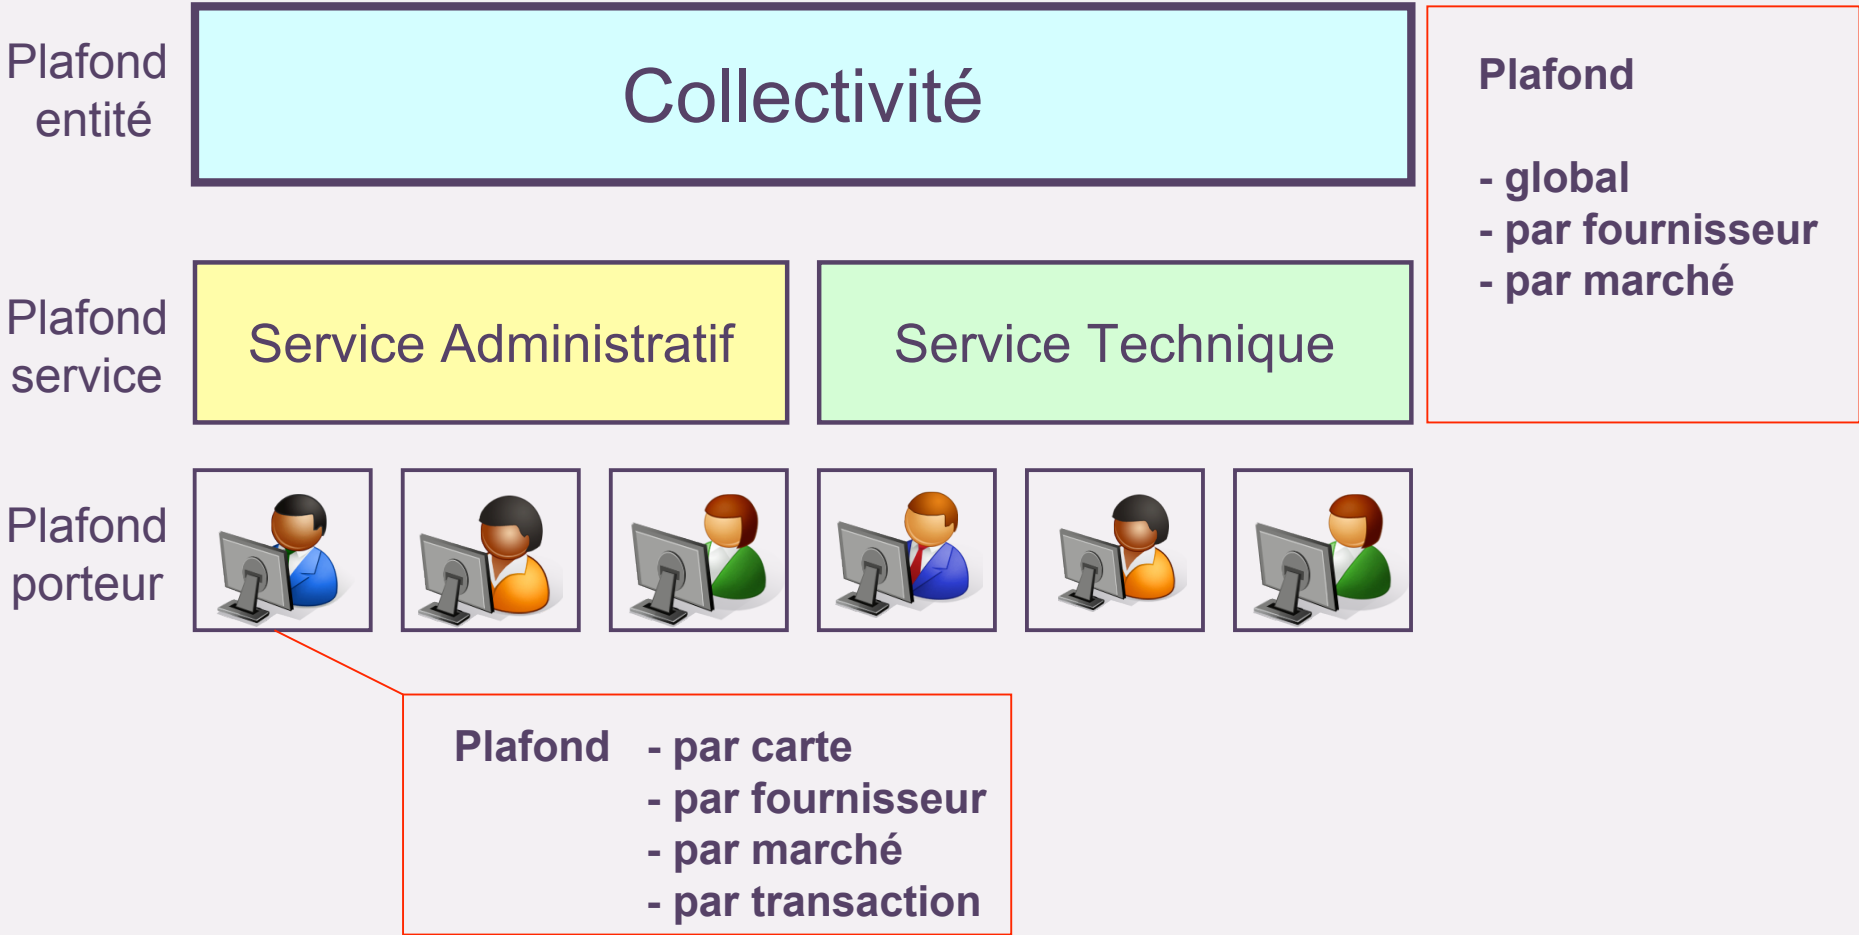 Plafond
entité
Collectivité
Plafond
- global
- par fournisseur
- par marché
Plafond
service
Service Administratif
Service Technique
Plafond
porteur
Plafond - par carte
- par fournisseur
- par marché
- par transaction